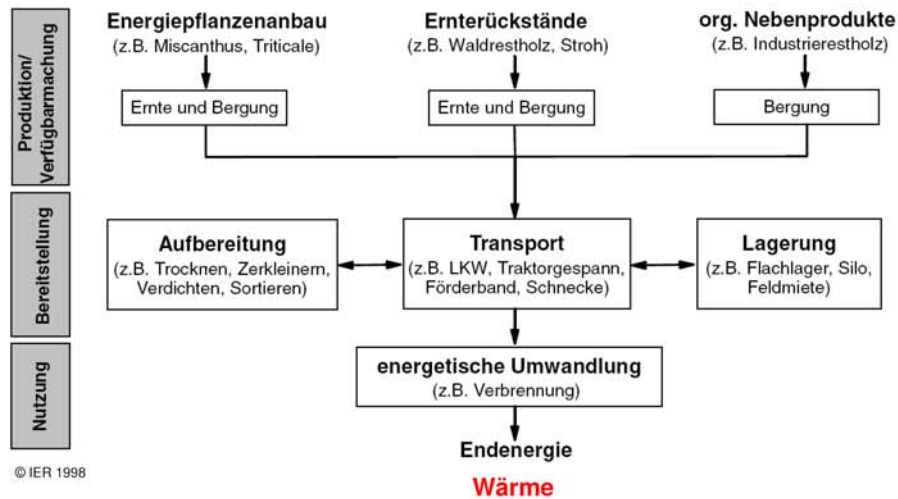 Produktion/
Verfügbarmachung
Energiepflanzenanbau
(z.B. Miscanthus, Triticale)
Ernterückstände
(z.B. Waldrestholz, Stroh)
org. Nebenprodukte
(z.B. Industrierestholz)
Ernte und Bergung
Ernte und Bergung
Bergung
Bereitstellung
Aufbereitung
(z.B. Trocknen, Zerkleinern,
Verdichten, Sortieren)
Transport
(z.B. LKW, Traktorgespann,
Förderband, Schnecke)
Lagerung
(z.B. Flachlager, Silo,
Feldmiete)
Nutzung
energetische Umwandlung
(z.B. Verbrennung)
Endenergie
Wärme
© IER 1998